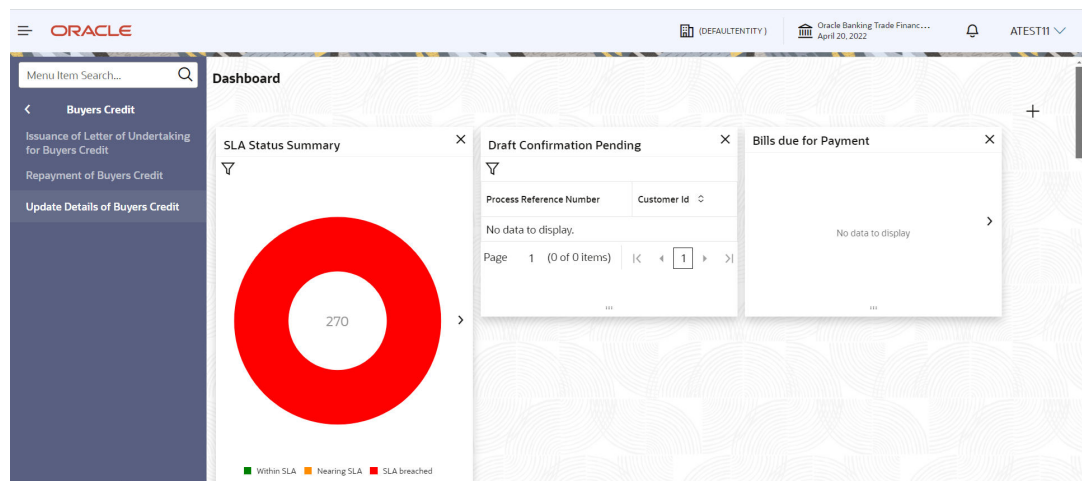 ORACLE
(DEFAULTENTITY )
Oracle Banking Trade Financ...
April 20, 2022
ATEST11
Menu Item Search...
Buyers Credit
Issuance of Letter of Undertaking
for Buyers Credit
Repayment of Buyers Credit
Update Details of Buyers Credit
Dashboard
SLA Status Summary
270
Within SLA
Nearing SLA
SLA breached
Draft Confirmation Pending
Process Reference Number
Customer Id
No data to display.
Page 1 (0 of 0 items) 1
Bills due for Payment
No data to display